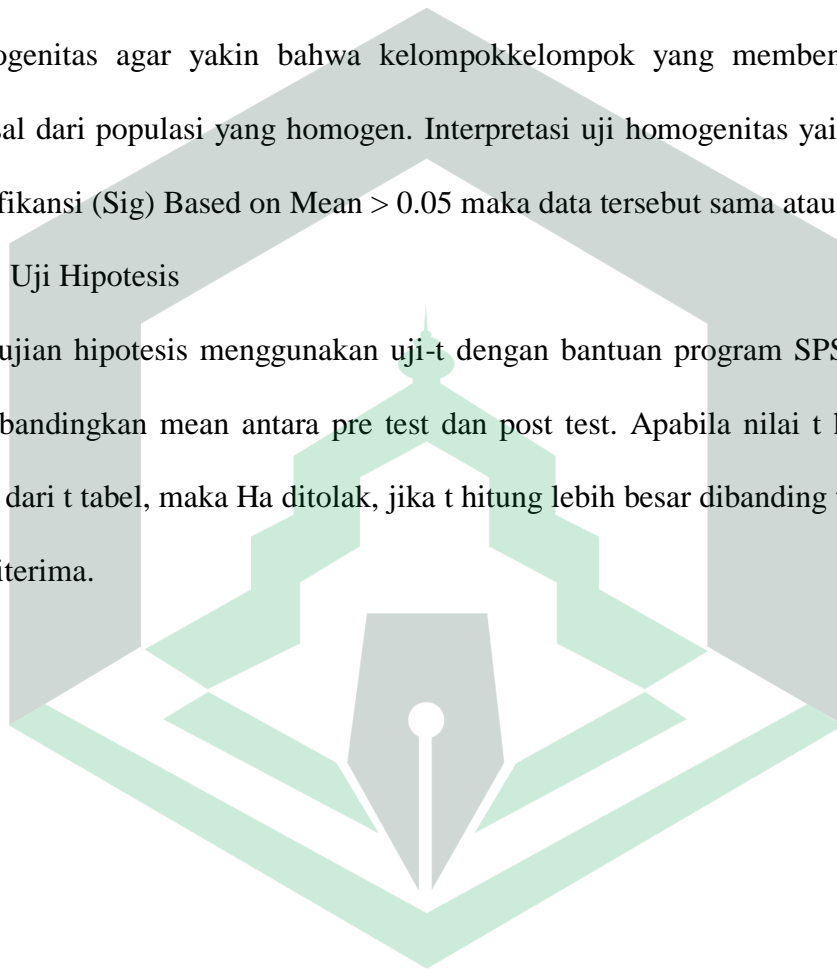 ogenitas agar yakin bahwa kelompokkelompok yang member
sal dari populasi yang homogen. Interpretasi uji homogenitas yai
fikansi (Sig) Based on Mean > 0.05 maka data tersebut sama atau
Uji Hipotesis
ujian hipotesis menggunakan uji-t dengan bantuan program SPS
bandingkan mean antara pre test dan post test. Apabila nilai t h
dari t tabel, maka Ha ditolak, jika t hitung lebih besar dibanding t
iterima.